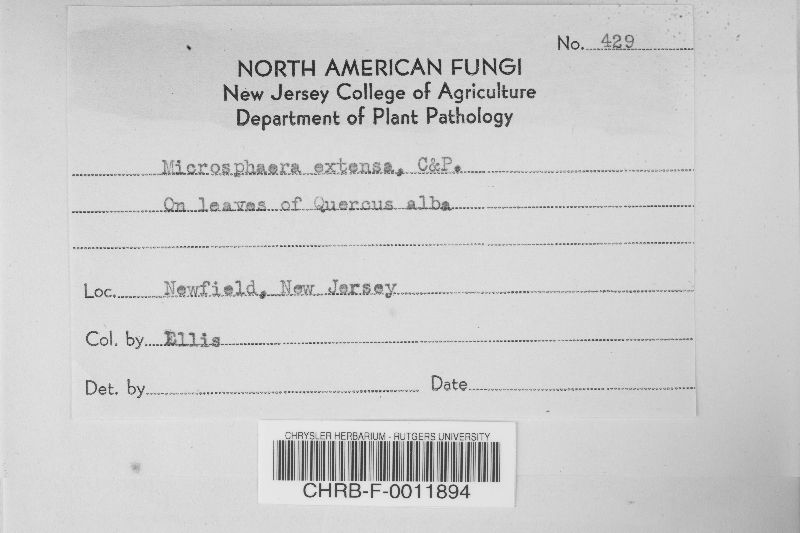 No. 429
NORTH AMERICAN FUNGI
New Jersey College of Agriculture
Department of Plant Pathology
Microsphaera extensa, C&P.
On leaves of Quercus alba
Loc. Newfield, New Jersey
Col. by Ellis
Det. by Date
CHRYSLER HERBARIUM - RUTGERS UNIVERSITY
CHRB-F-0011894